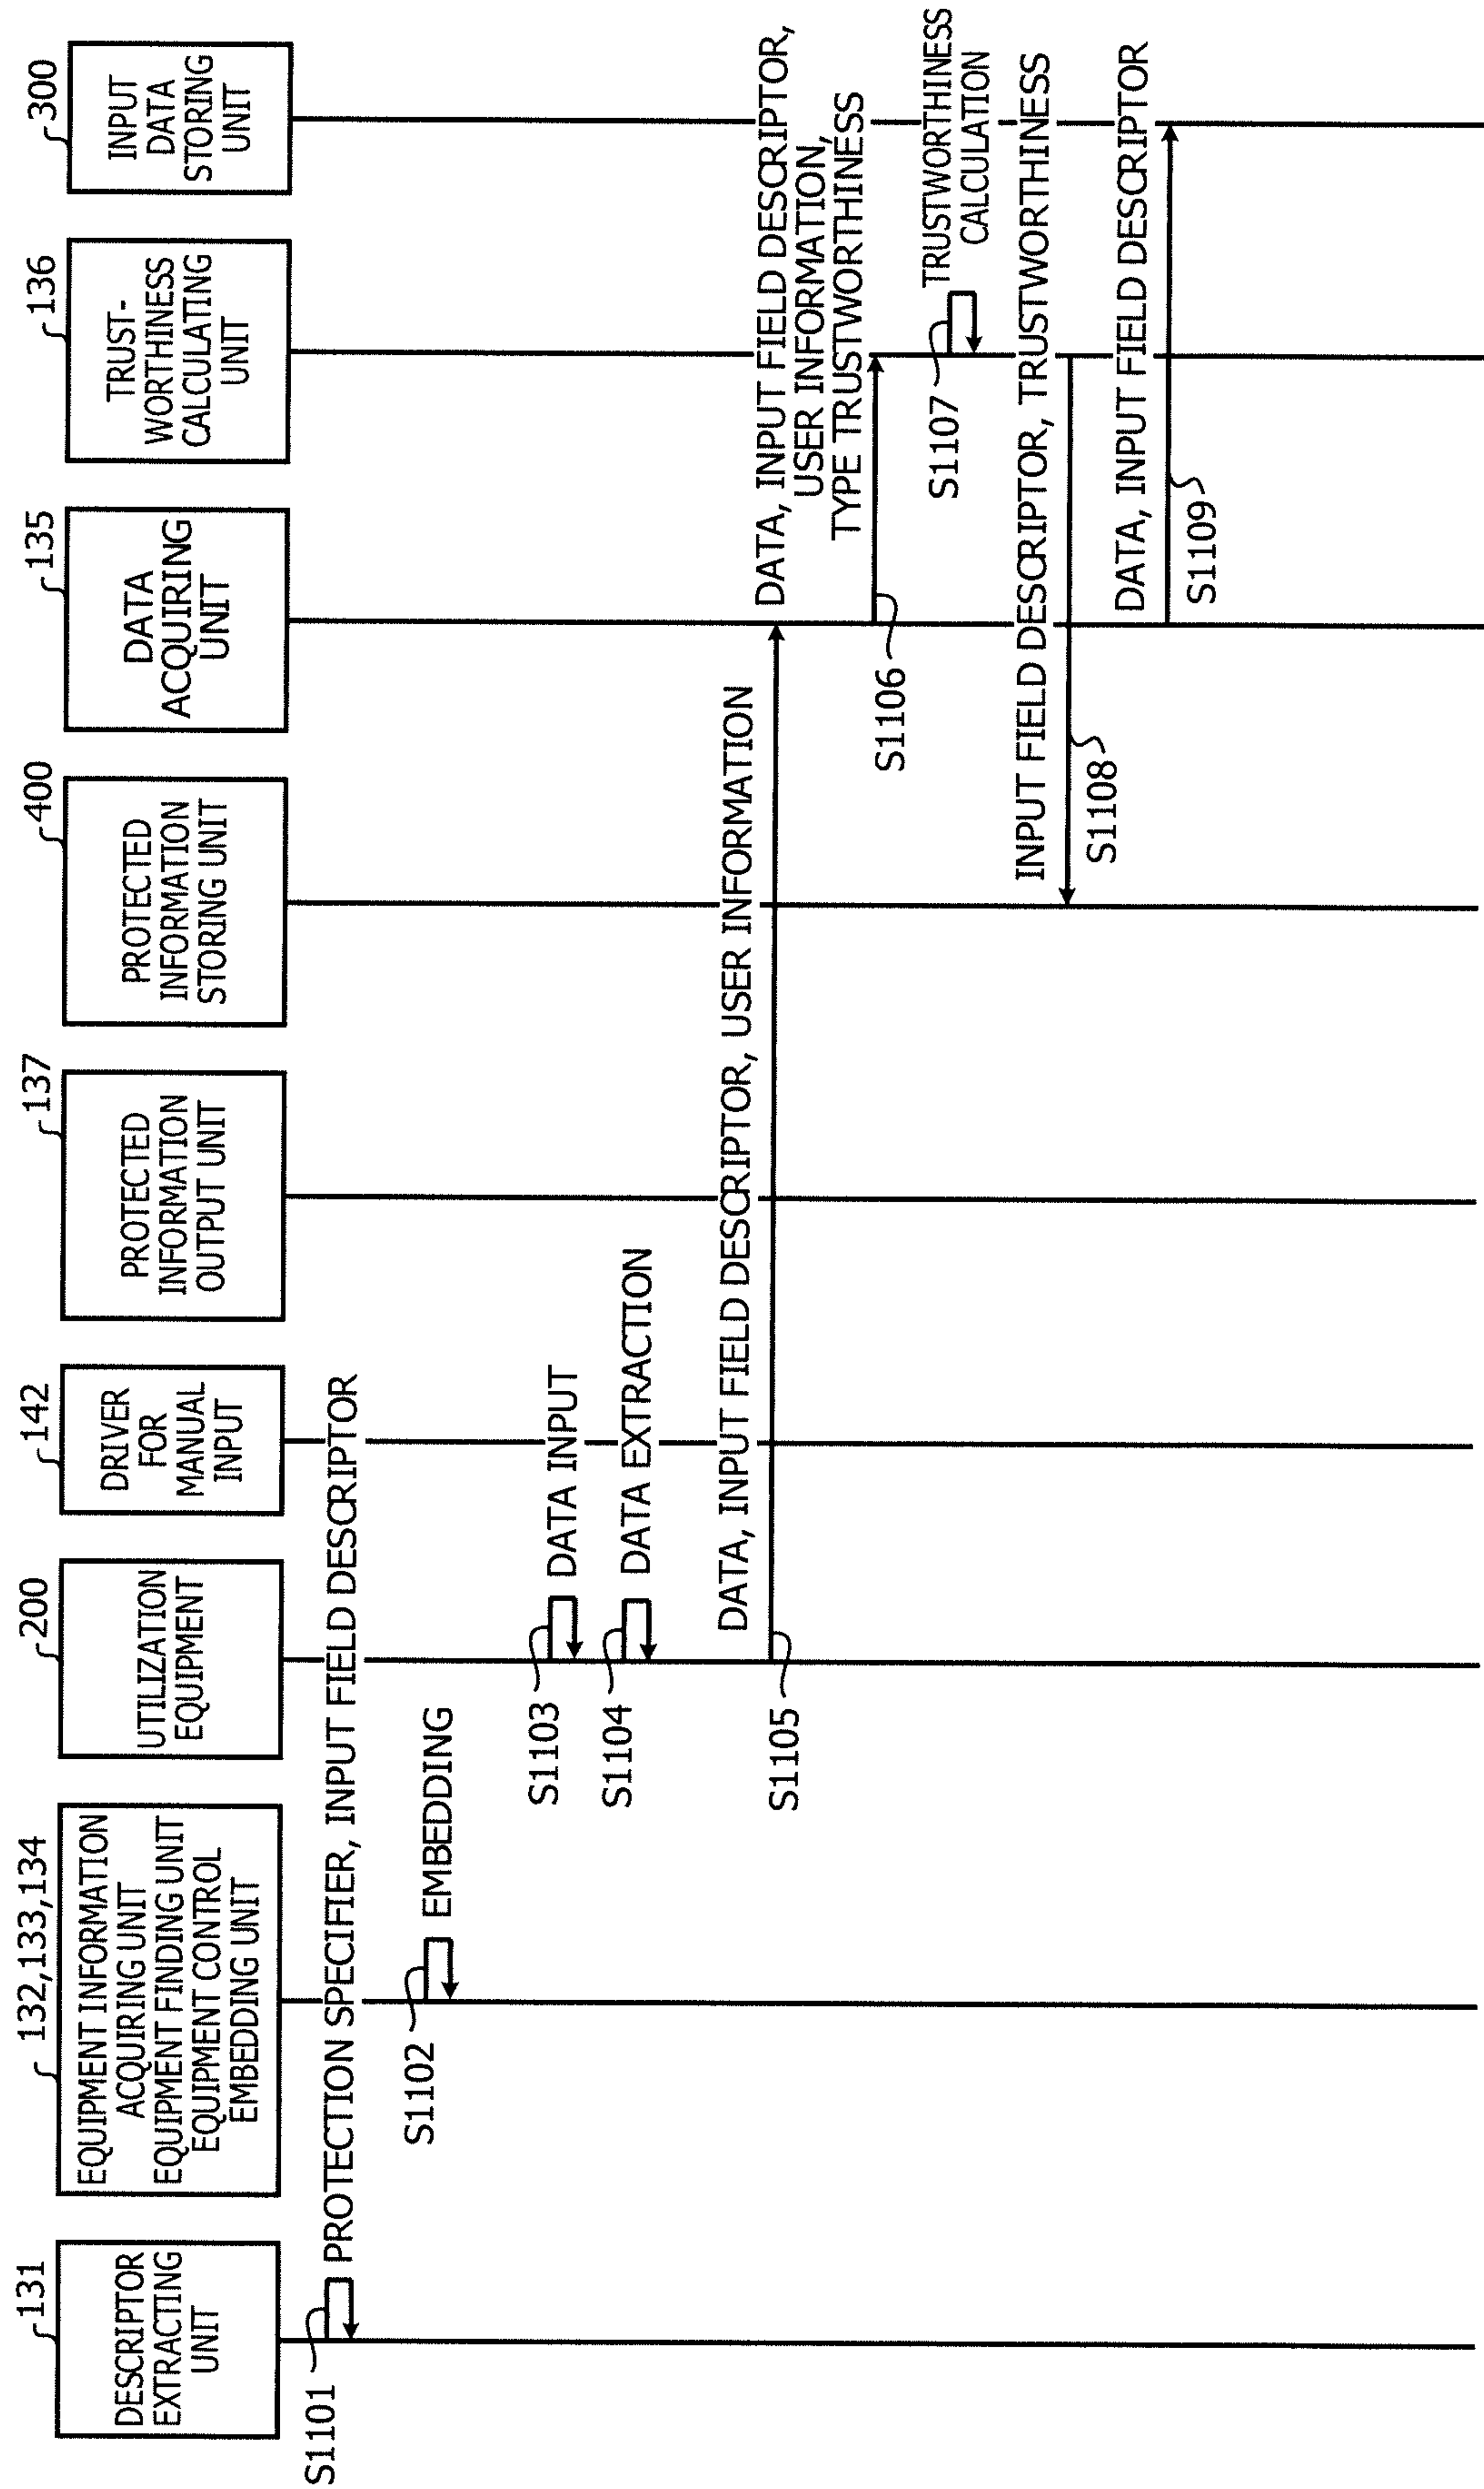 131
DESCRIPTOR
EXTRACTING
UNIT
132,133,134
EQUIPMENT INFORMATION
ACQUIRING UNIT
EQUIPMENT FINDING UNIT
EQUIPMENT CONTROL
EMBEDDING UNIT
200
UTILIZATION
EQUIPMENT
142
DRIVER
FOR
MANUAL
INPUT
137
PROTECTED
INFORMATION
OUTPUT UNIT
400
PROTECTED
INFORMATION
STORING UNIT
135
DATA
ACQUIRING
UNIT
136
TRUST-
WORTHINESS
CALCULATING
UNIT
300
INPUT
DATA
STORING
UNIT
S1101
PROTECTION SPECIFIER, INPUT FIELD DESCRIPTOR
S1102
EMBEDDING
S1103
DATA INPUT
S1104
DATA EXTRACTION
DATA, INPUT FIELD DESCRIPTOR, USER INFORMATION
S1105
DATA, INPUT FIELD DESCRIPTOR,
USER INFORMATION,
TYPE TRUSTWORTHINESS
S1106
S1107
TRUSTWORTHINESS
CALCULATION
INPUT FIELD DESCRIPTOR, TRUSTWORTHINESS
S1108
DATA, INPUT FIELD DESCRIPTOR
S1109